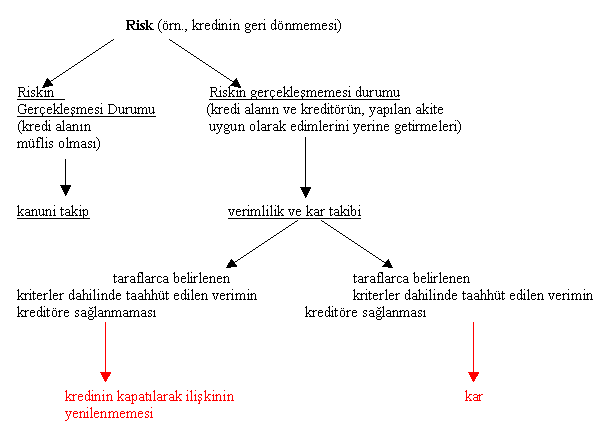 Risk (örn., kredinin geri dönmemesi)
Riskin
Gerçekleşmesi Durumu
(kredi alanın
müflis olması)
Riskin gerçekleşmemesi durumu
(kredi alanın ve kreditörün, yapılan akite
uygun olarak edimlerini yerine getirmeleri)
kanuni takip
verimlilik ve kar takibi
taraflarca belirlenen
kriterler dahilinde taahhüt edilen verimin
kreditöre sağlanmaması
taraflarca belirlenen
kriterler dahilinde taahhüt edilen verimin
kreditöre sağlanması
kredinin kapatılarak ilişkinin
yenilenmemesi
kar